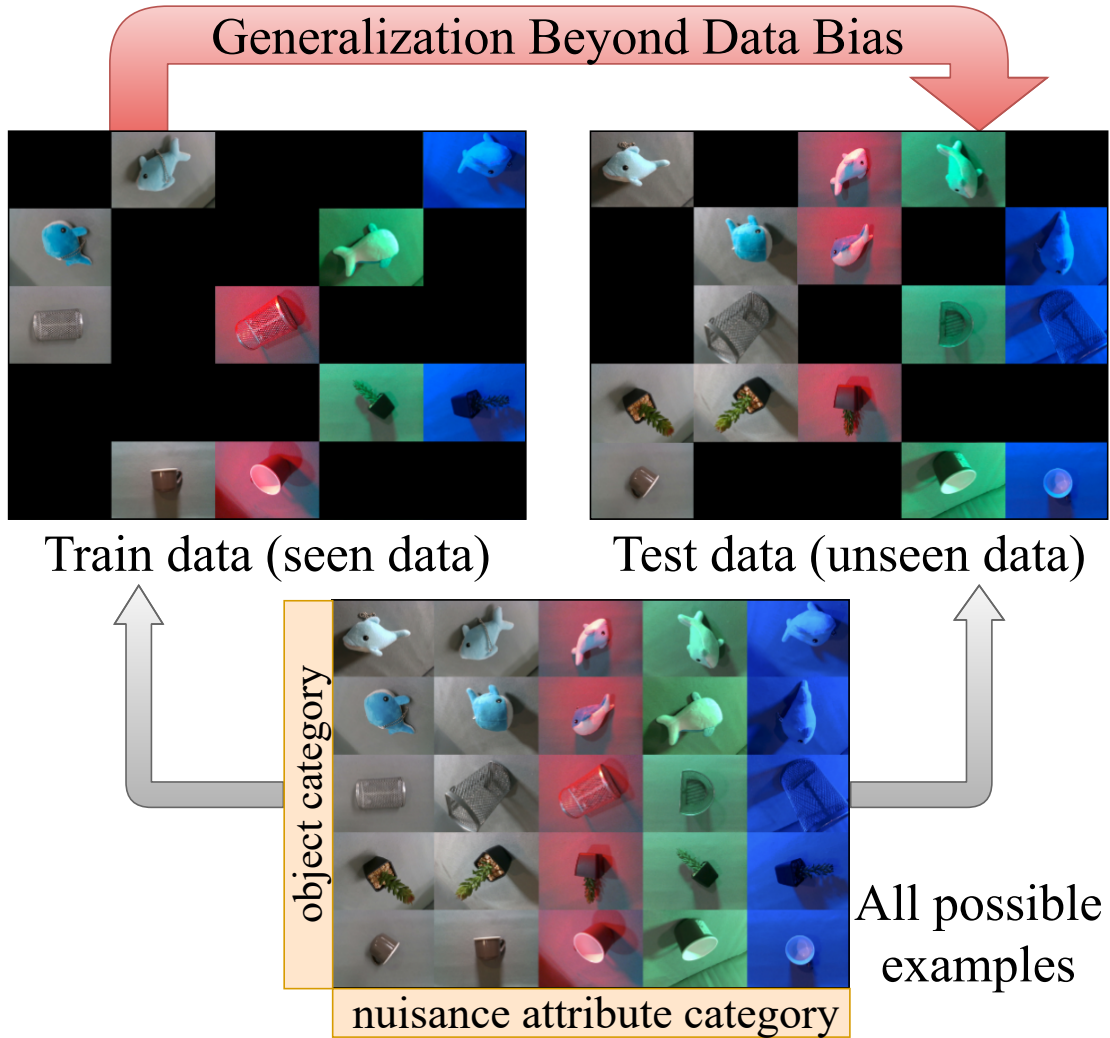 Generalization Beyond Data Bias
Train data (seen data)
Test data (unseen data)
object category
All possible
examples
nuisance attribute category